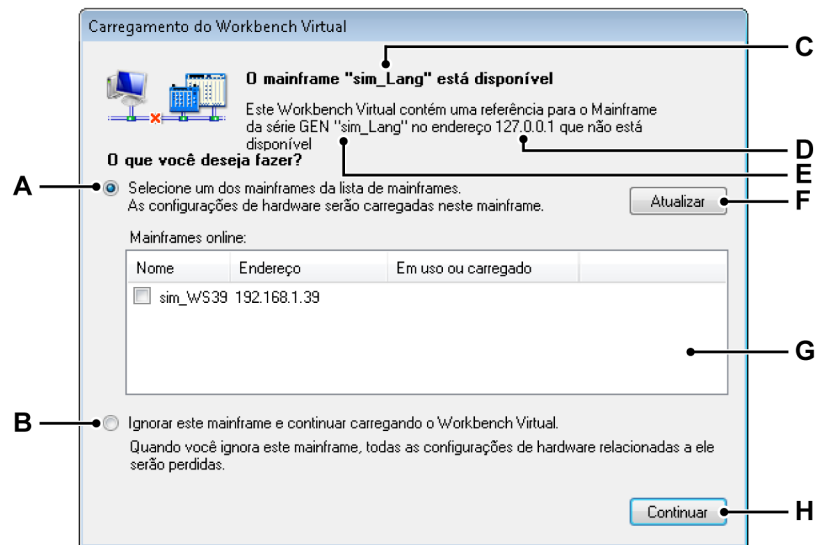 Carregamento do Workbench Virtual
C
O mainframe "sim_Lang" está disponível
Este Workbench Virtual contém uma referência para o Mainframe
da série GEN "sim_Lang" no endereço 127.0.0.1 que não está
disponível
D
O que você deseja fazer?
E
A
Selecione um dos mainframes da lista de mainframes.
As configurações de hardware serão carregadas neste mainframe.
Atualizar
F
Mainframes online:
Nome Endereço Em uso ou carregado
sim_WS39 192.168.1.39
G
B
Ignorar este mainframe e continuar carregando o Workbench Virtual.
Quando você ignora este mainframe, todas as configurações de hardware relacionadas a ele
serão perdidas.
Continuar
H